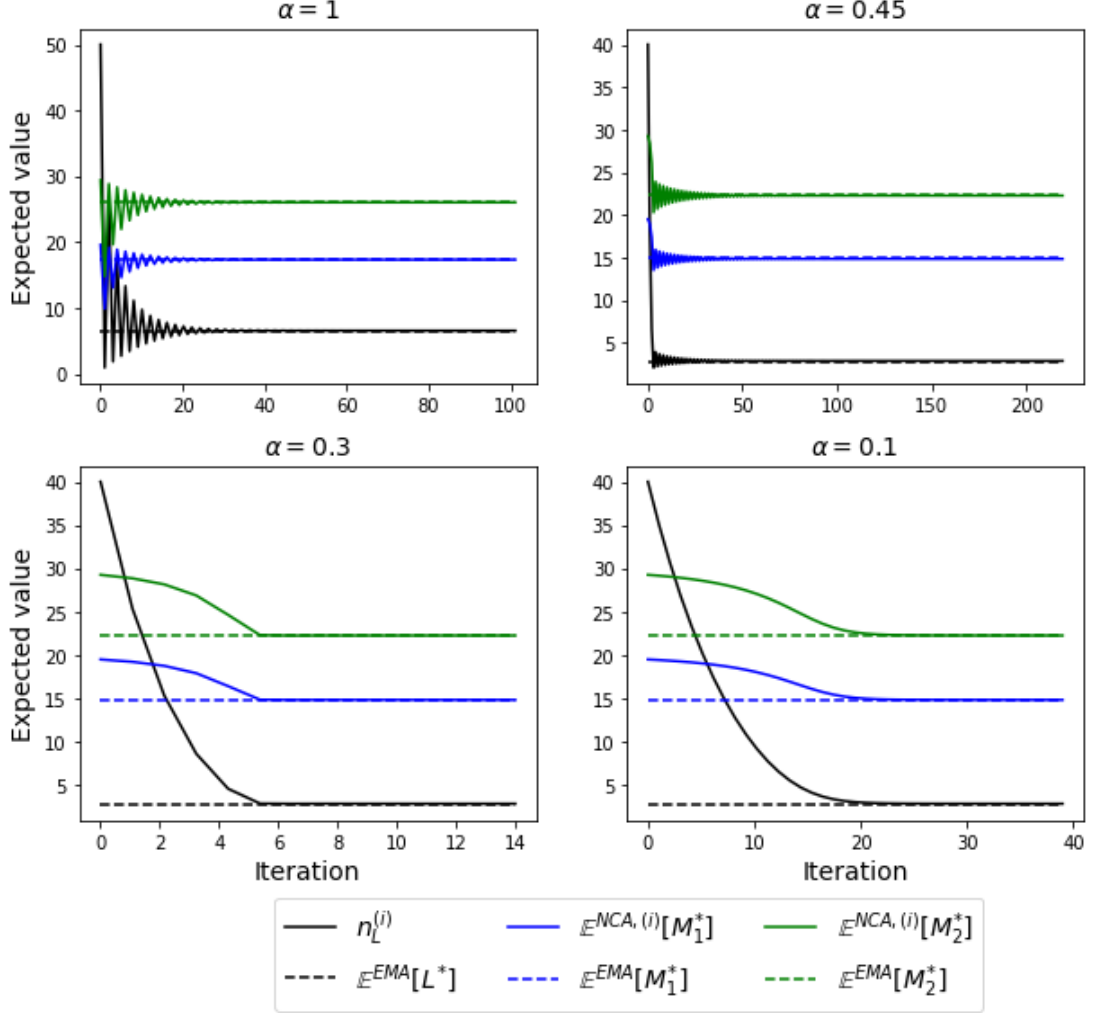 α = 1
α = 0.45
Expected value
50
40
30
20
10
0
0 20 40 60 80 100
40
35
30
25
20
15
10
5
0 50 100 150 200
α = 0.3
α = 0.1
Expected value
40
35
30
25
20
15
10
5
0 2 4 6 8 10 12 14
Iteration
40
35
30
25
20
15
10
5
0 10 20 30 40
Iteration
n_L^(i) 𝔼^NCA, (i)[M_1^*] 𝔼^NCA, (i)[M_2^*]
𝔼^EMA[L^*] 𝔼^EMA[M_1^*] 𝔼^EMA[M_2^*]